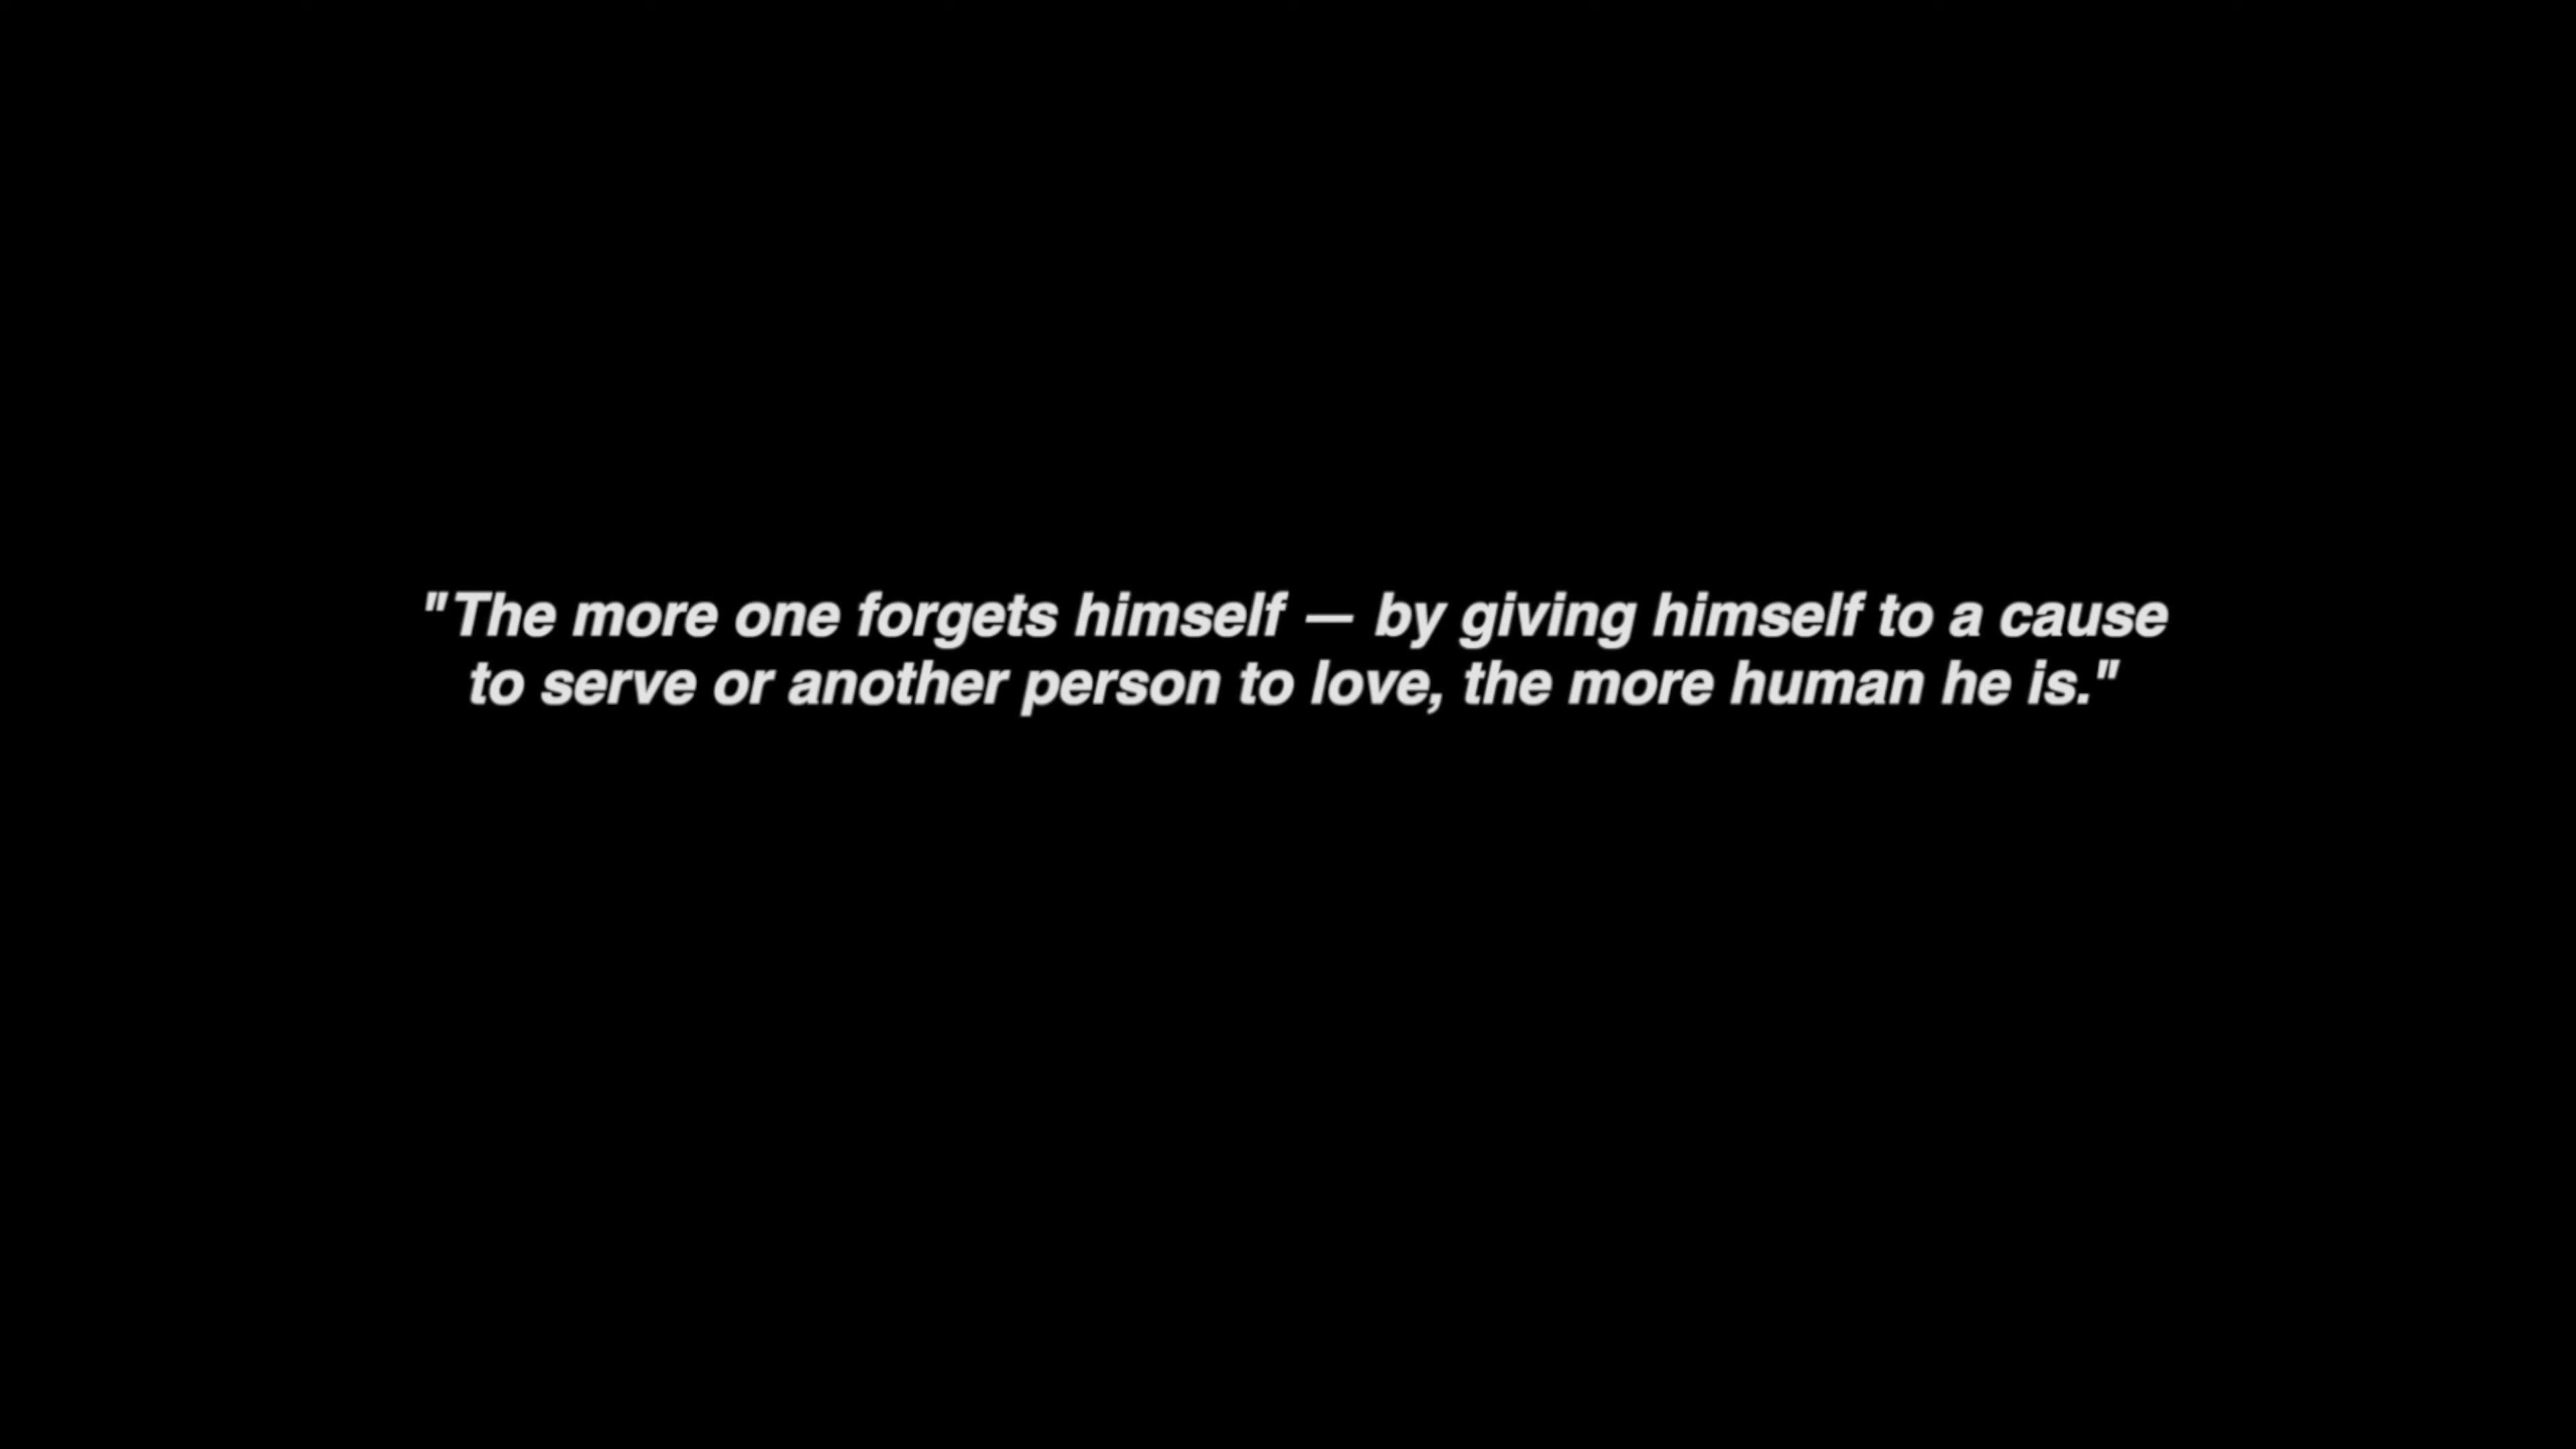 "The more one forgets himself — by giving himself to a cause
to serve or another person to love, the more human he is."